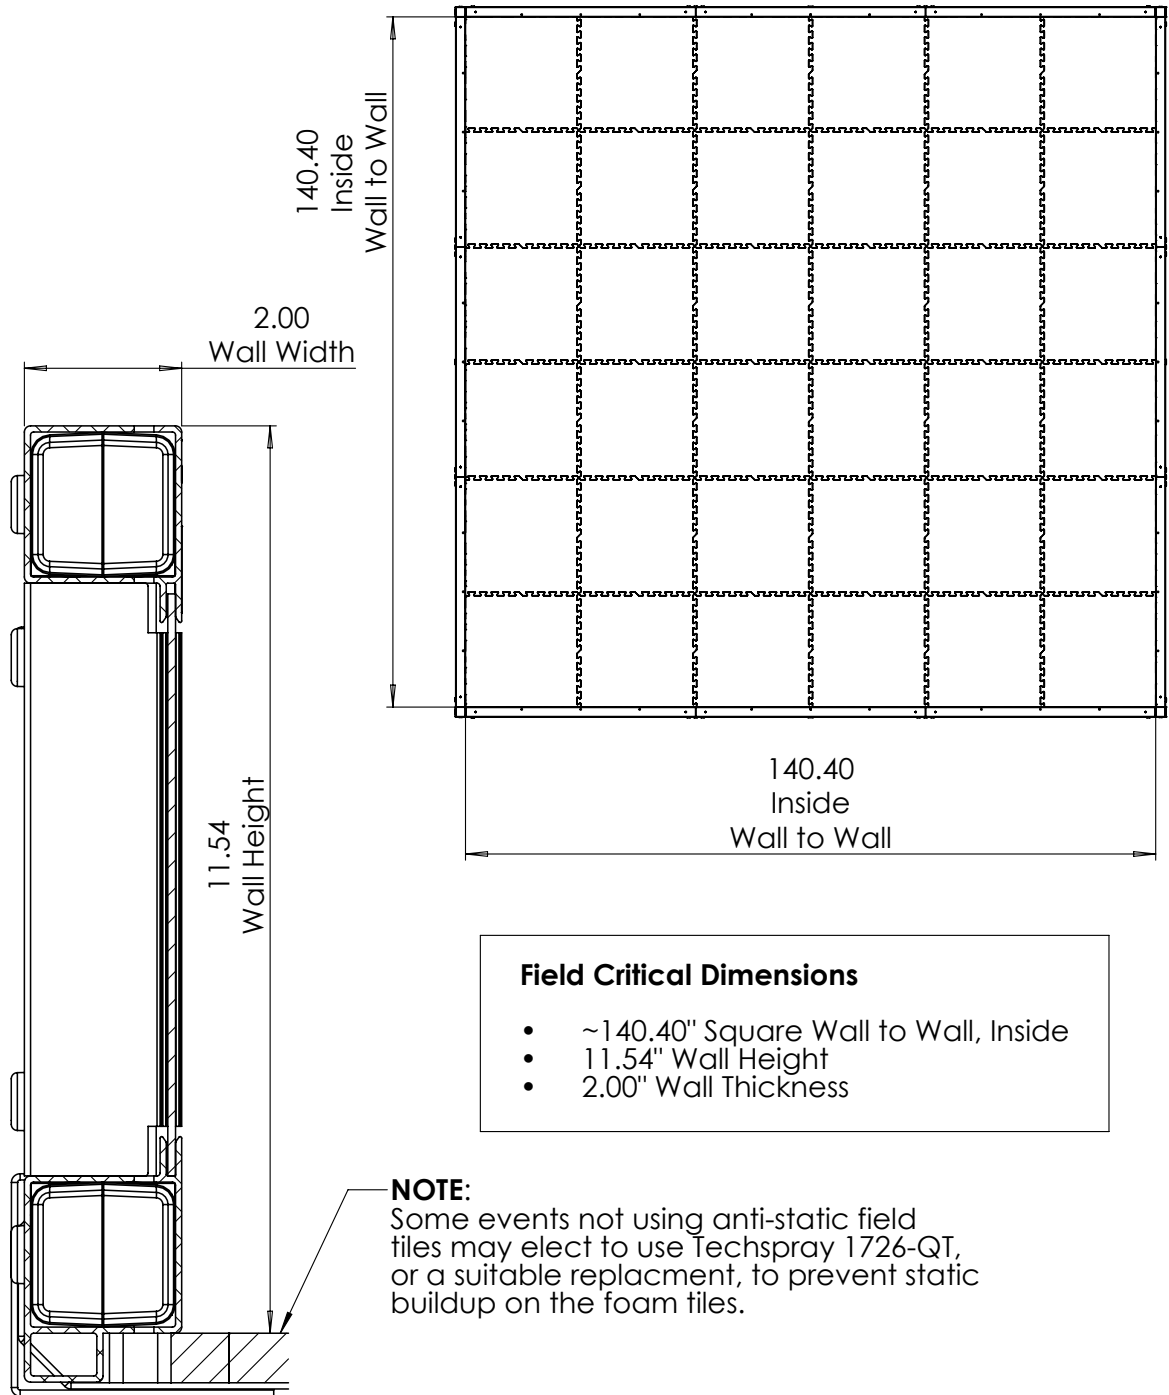 140.40
Inside
Wall to Wall
2.00
Wall Width
11.54
Wall Height
140.40
Inside
Wall to Wall
Field Critical Dimensions
• ~140.40" Square Wall to Wall, Inside
• 11.54" Wall Height
• 2.00" Wall Thickness
NOTE:
Some events not using anti-static field
tiles may elect to use Techspray 1726-QT,
or a suitable replacment, to prevent static
buildup on the foam tiles.